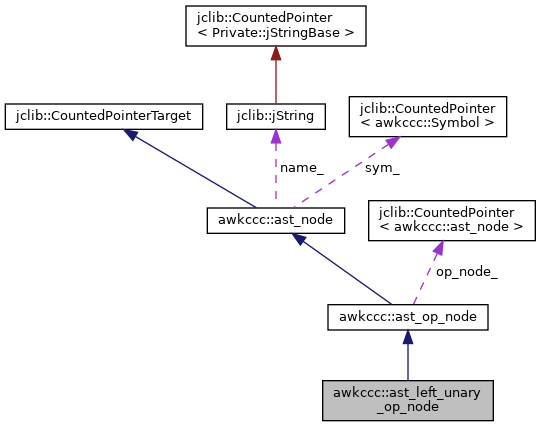 jclib::CountedPointer
< Private::jStringBase >
jclib::CountedPointerTarget
jclib::jString
jclib::CountedPointer
< awkccc::Symbol >
name_
sym_
awkccc::ast_node
jclib::CountedPointer
< awkccc::ast_node >
op_node_
awkccc::ast_op_node
awkccc::ast_left_unary
_op_node